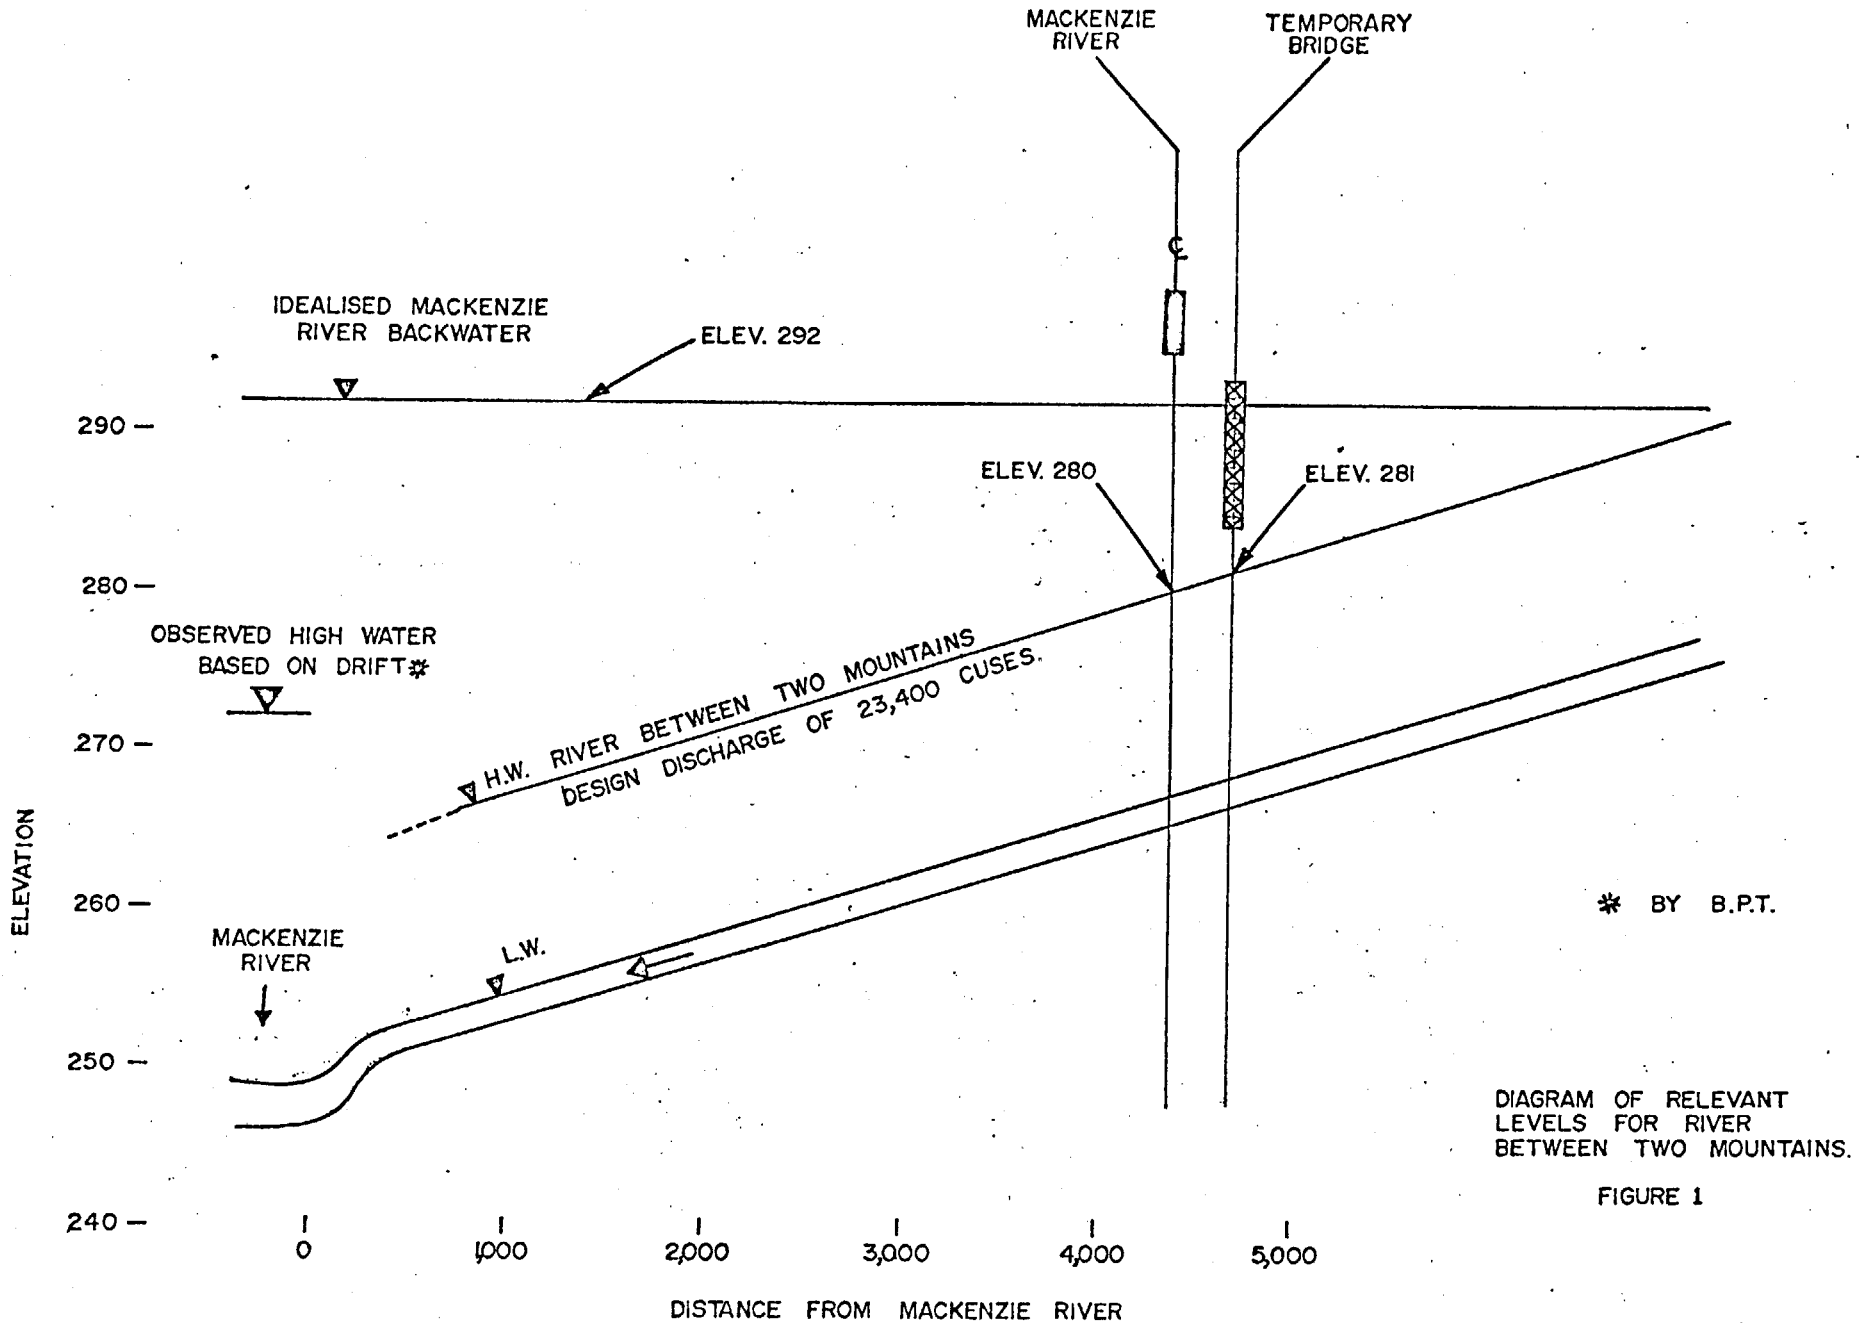 MACKENZIE
RIVER
TEMPORARY
BRIDGE
℄
IDEALISED MACKENZIE
RIVER BACKWATER
ELEV. 292
290
ELEV. 280
ELEV. 281
280
OBSERVED HIGH WATER
BASED ON DRIFT*
270
H.W. RIVER BETWEEN TWO MOUNTAINS
DESIGN DISCHARGE OF 23,400 CUSES.
ELEVATION
260
* BY B.P.T.
MACKENZIE
RIVER
L.W.
250
240
0
1,000
2,000
3,000
4,000
5,000
DISTANCE FROM MACKENZIE RIVER
DIAGRAM OF RELEVANT
LEVELS FOR RIVER
BETWEEN TWO MOUNTAINS.
FIGURE 1